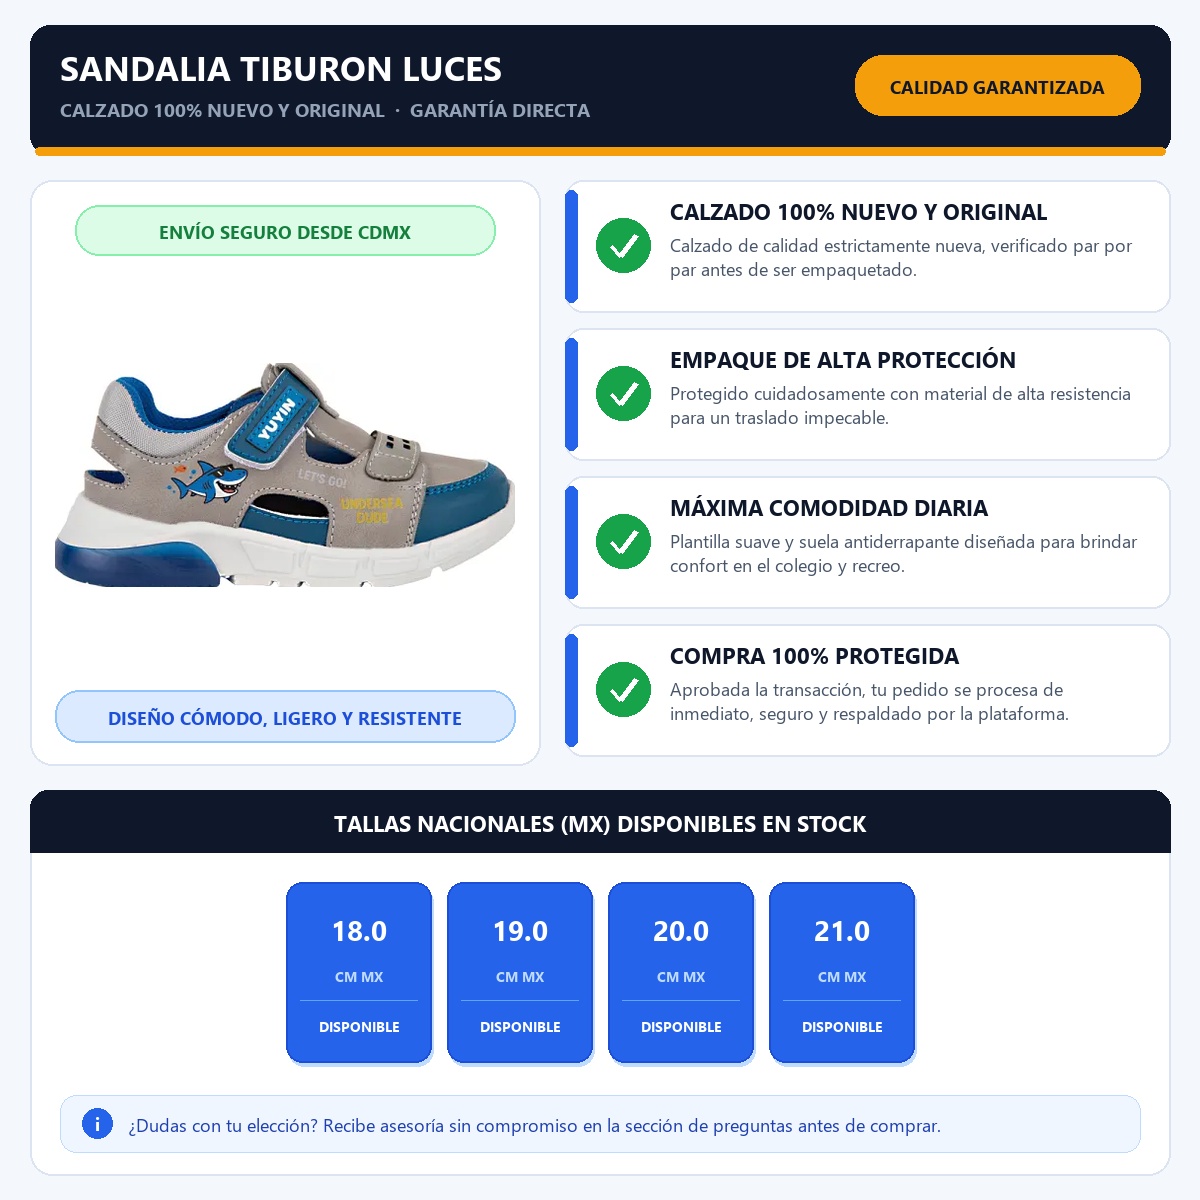 SANDALIA TIBURON LUCES
CALZADO 100% NUEVO Y ORIGINAL · GARANTÍA DIRECTA
CALIDAD GARANTIZADA
ENVÍO SEGURO DESDE CDMX
YUYIN
LET'S GO!
UNDERSEA
DUDE
DISEÑO CÓMODO, LIGERO Y RESISTENTE
CALZADO 100% NUEVO Y ORIGINAL
Calzado de calidad estrictamente nueva, verificado par por
par antes de ser empaquetado.
EMPAQUE DE ALTA PROTECCIÓN
Protegido cuidadosamente con material de alta resistencia
para un traslado impecable.
MÁXIMA COMODIDAD DIARIA
Plantilla suave y suela antiderrapante diseñada para brindar
confort en el colegio y recreo.
COMPRA 100% PROTEGIDA
Aprobada la transacción, tu pedido se procesa de
inmediato, seguro y respaldado por la plataforma.
TALLAS NACIONALES (MX) DISPONIBLES EN STOCK
18.0
CM MX
DISPONIBLE
19.0
CM MX
DISPONIBLE
20.0
CM MX
DISPONIBLE
21.0
CM MX
DISPONIBLE
¿Dudas con tu elección? Recibe asesoría sin compromiso en la sección de preguntas antes de comprar.